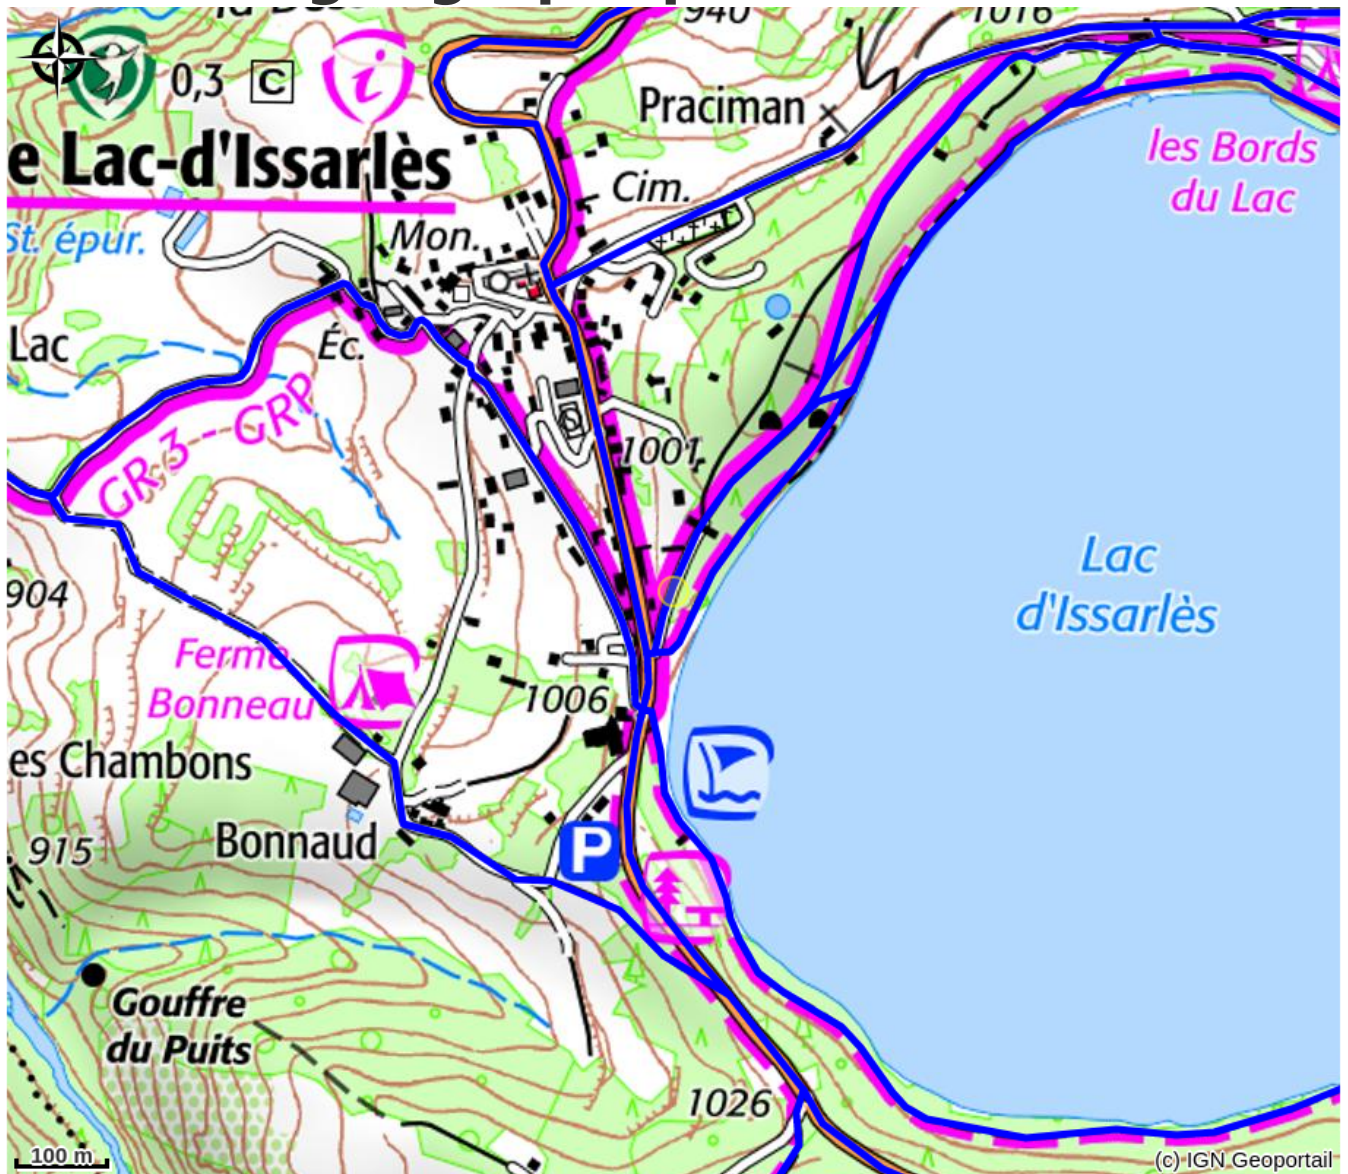 940
1016
0,3 C i
Praciman
e Lac-d'Issarlès
les Bords
du Lac
Cim.
St. épur.
Mon.
Lac
Éc.
GR 3 - GRP
1001
Lac
d'Issarlès
904
Ferme
Bonneau
1006
es Chambons
Bonnaud
P
915
Gouffre
du Puits
1026
100 m
(c) IGN Geoportail